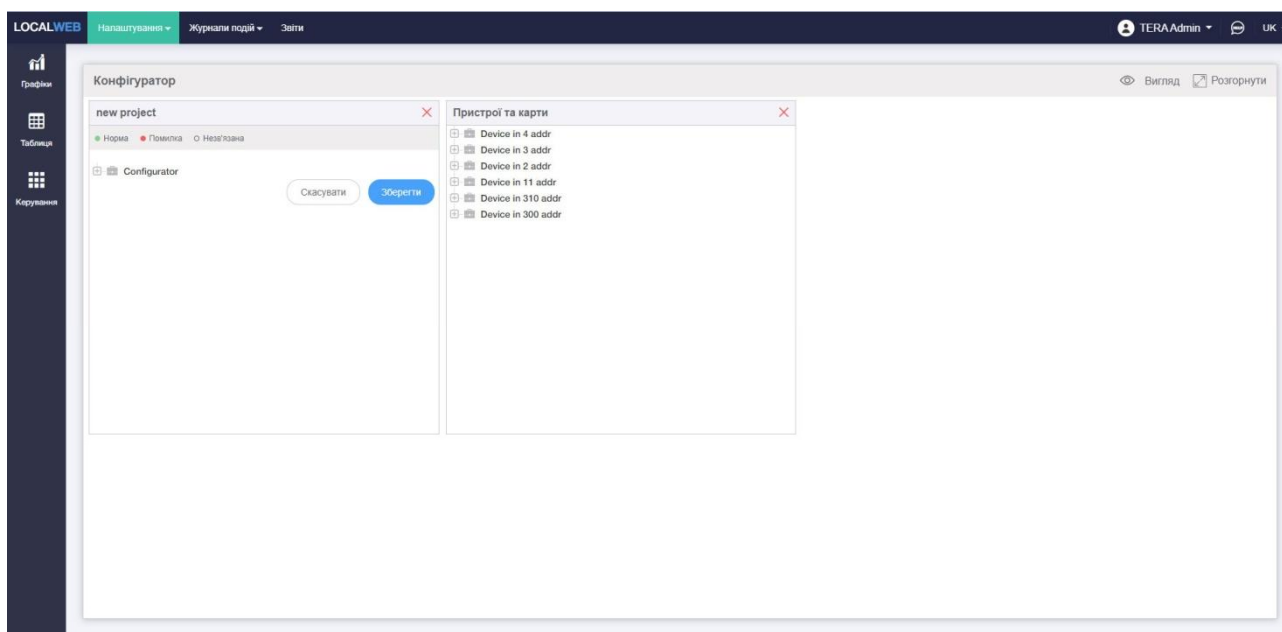 LOCALWEB Налаштування Журнали подій Звіти TERA Admin UK
Графіки
Таблиця
Керування
Конфігуратор Вигляд Розгорнути
new project
Норма Помилка Незв'язана
Configurator
Скасувати Зберегти
Пристрої та карти
Device in 4 addr
Device in 3 addr
Device in 2 addr
Device in 11 addr
Device in 310 addr
Device in 300 addr